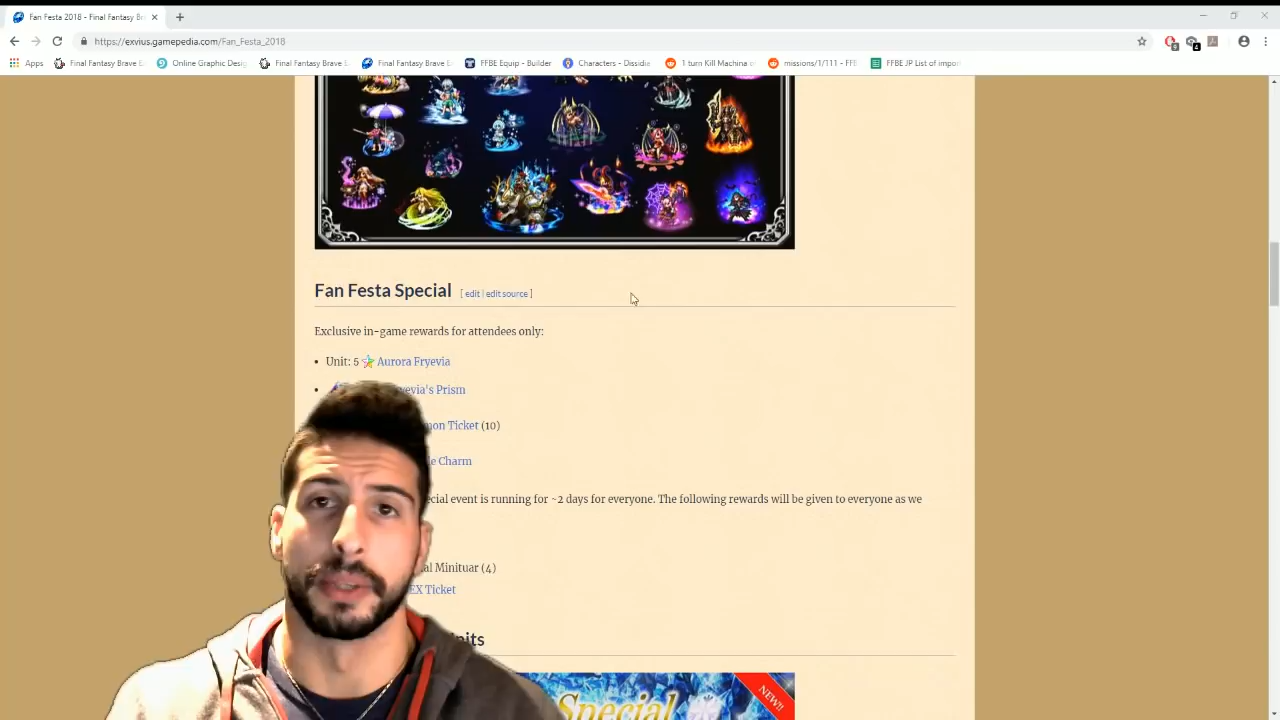 Fan Festa 2018 - Final Fantasy Br
https://exvius.gamepedia.com/Fan_Festa_2018
Apps Final Fantasy Brave E Online Graphic Desi Final Fantasy Brave E Final Fantasy Brave E FFBE Equip - Builder Characters - Dissidia 1 turn Kill Machina missions/1/111 - FFB FFBE JP List of impor
Fan Festa Special [ edit | edit source ]
Exclusive in-game rewards for attendees only:
• Unit: 5 Aurora Fryevia
• yevia's Prism
mon Ticket (10)
le Charm
ecial event is running for ~2 days for everyone. The following rewards will be given to everyone as we
al Minituar (4)
EX Ticket
nits
Special
NEW!!